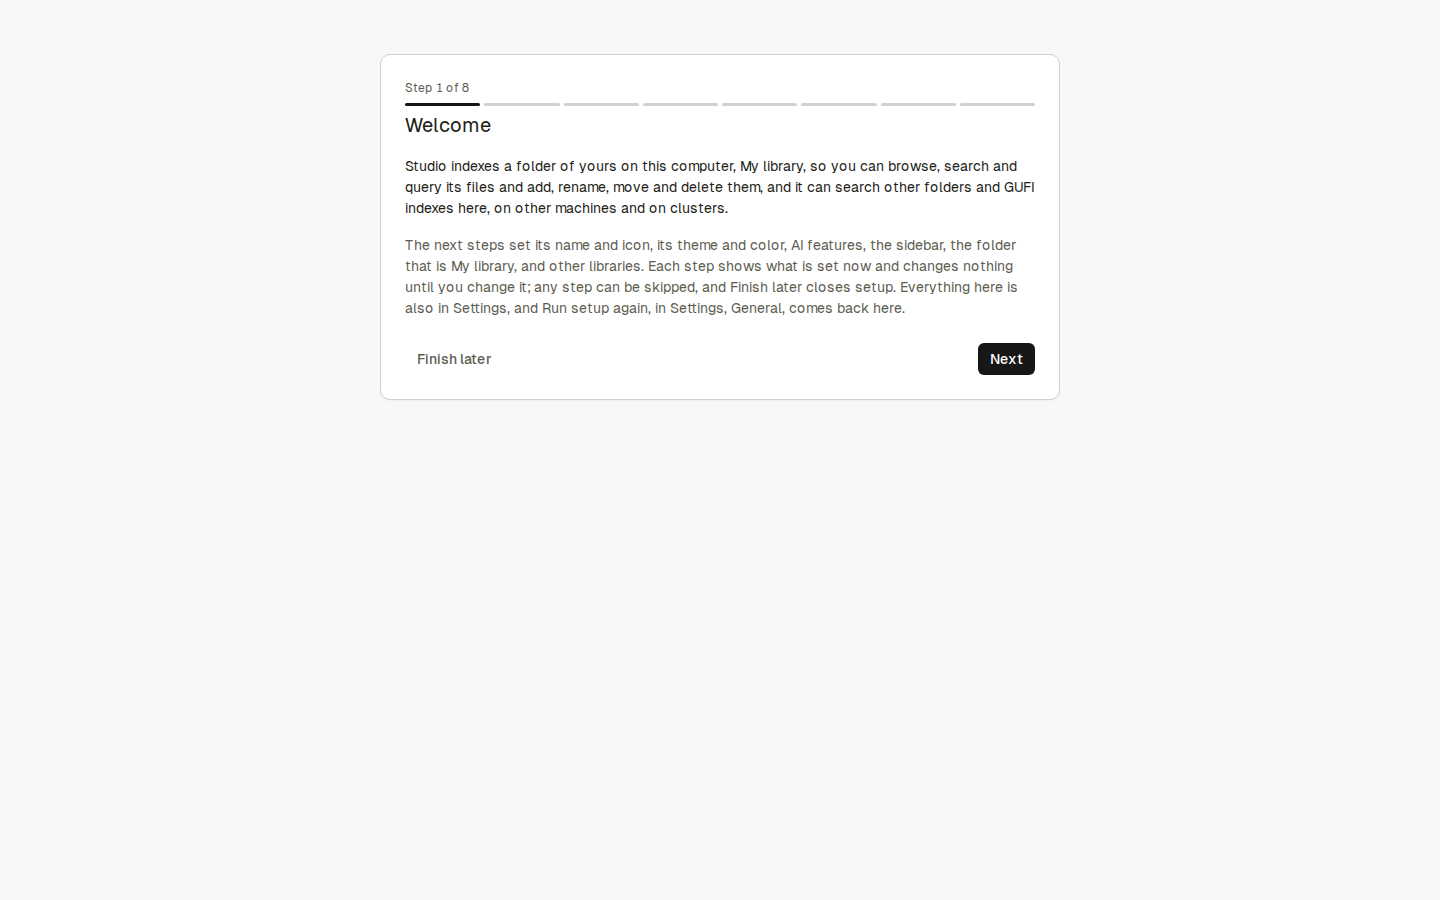 Step 1 of 8
Welcome
Studio indexes a folder of yours on this computer, My library, so you can browse, search and
query its files and add, rename, move and delete them, and it can search other folders and GUFI
indexes here, on other machines and on clusters.
The next steps set its name and icon, its theme and color, AI features, the sidebar, the folder
that is My library, and other libraries. Each step shows what is set now and changes nothing
until you change it; any step can be skipped, and Finish later closes setup. Everything here is
also in Settings, and Run setup again, in Settings, General, comes back here.
Finish later
Next